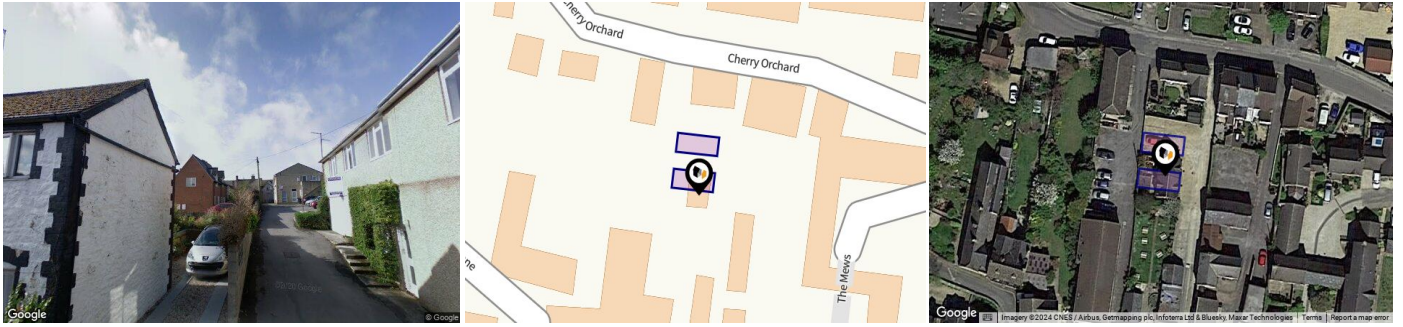 Google
© Google
Cherry Orchard
Cherry Orchard
The Mews
ne
Google
Imagery ©2024 CNES / Airbus, Getmapping plc, Infoterra Ltd & Bluesky, Maxar Technologies
Terms
Report a map error